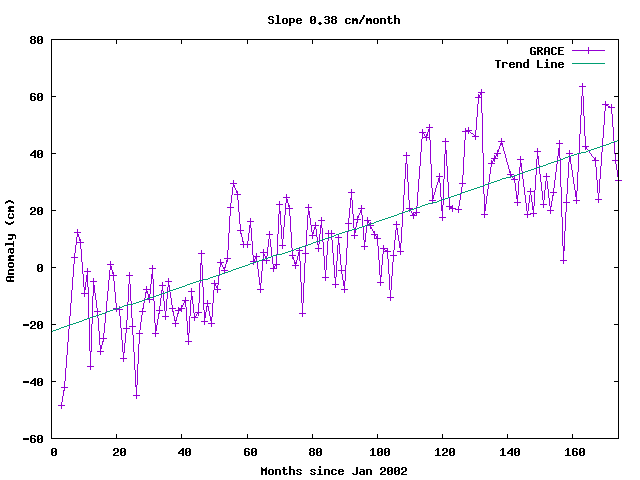 Slope 0.38 cm/month
GRACE
Trend Line
80
60
40
20
0
-20
-40
-60
Anomaly (cm)
0 20 40 60 80 100 120 140 160
Months since Jan 2002